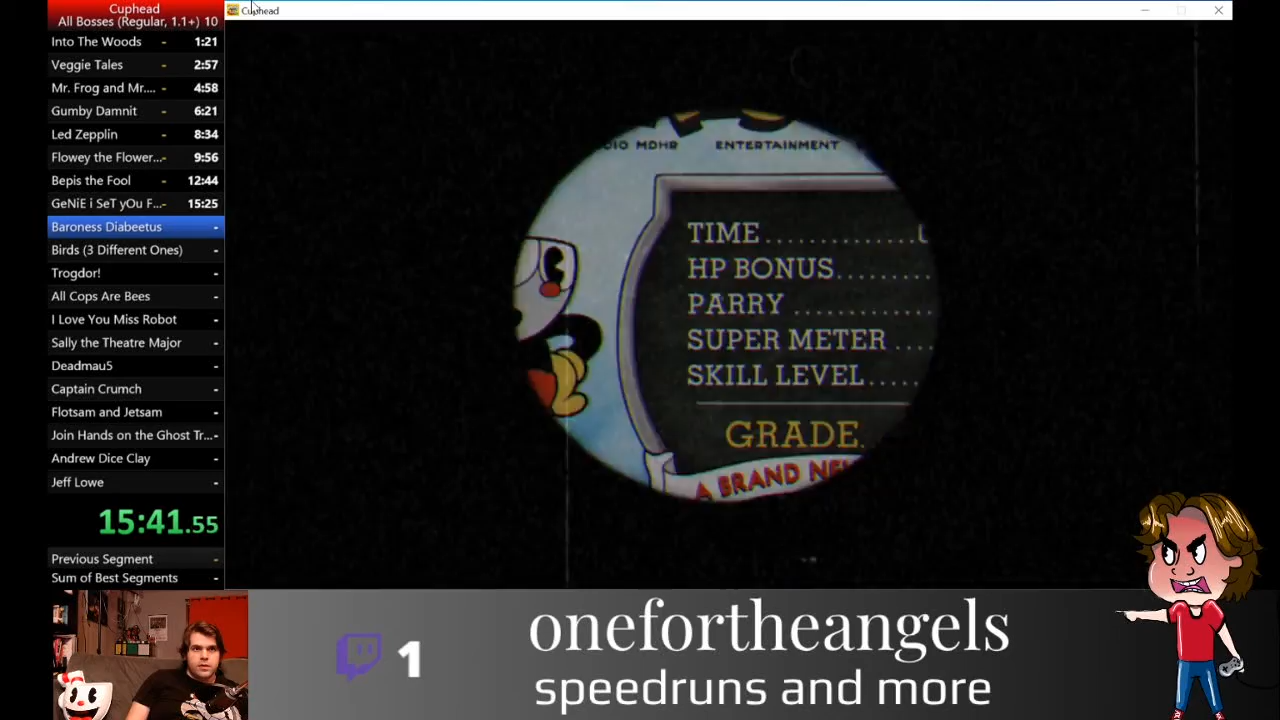 Cuphead
All Bosses (Regular, 1.1+) 10
Into The Woods - 1:21
Veggie Tales - 2:57
Mr. Frog and Mr.... - 4:58
Gumby Damnit - 6:21
Led Zepplin - 8:34
Flowey the Flower... - 9:56
Bepis the Fool - 12:44
GeNiE i SeT yOu F... - 15:25
Baroness Diabeetus -
Birds (3 Different Ones) -
Trogdor! -
All Cops Are Bees -
I Love You Miss Robot -
Sally the Theatre Major -
Deadmau5 -
Captain Crunch -
Flotsam and Jetsam -
Join Hands on the Ghost Tr... -
Andrew Dice Clay -
Jeff Lowe -
15:41.55
Previous Segment -
Sum of Best Segments -
Cuphead
MDHR ENTERTAINMENT
TIME..............
HP BONUS........
PARRY .............
SUPER METER ....
SKILL LEVEL.....
GRADE.
A BRAND
1
onefortheangels
speedruns and more